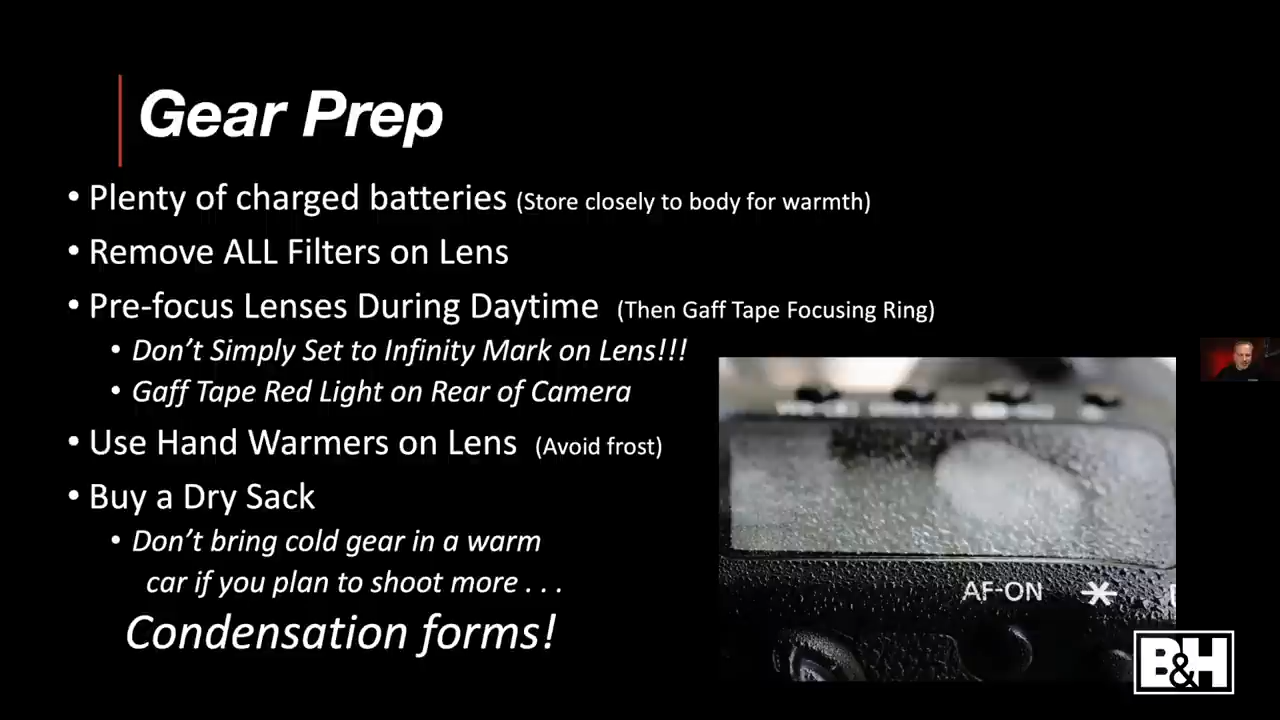 Gear Prep
• Plenty of charged batteries (Store closely to body for warmth)
• Remove ALL Filters on Lens
• Pre-focus Lenses During Daytime (Then Gaff Tape Focusing Ring)
• Don’t Simply Set to Infinity Mark on Lens!!!
• Gaff Tape Red Light on Rear of Camera
• Use Hand Warmers on Lens (Avoid frost)
• Buy a Dry Sack
• Don’t bring cold gear in a warm
car if you plan to shoot more . . .
Condensation forms!
AF-ON
B&H